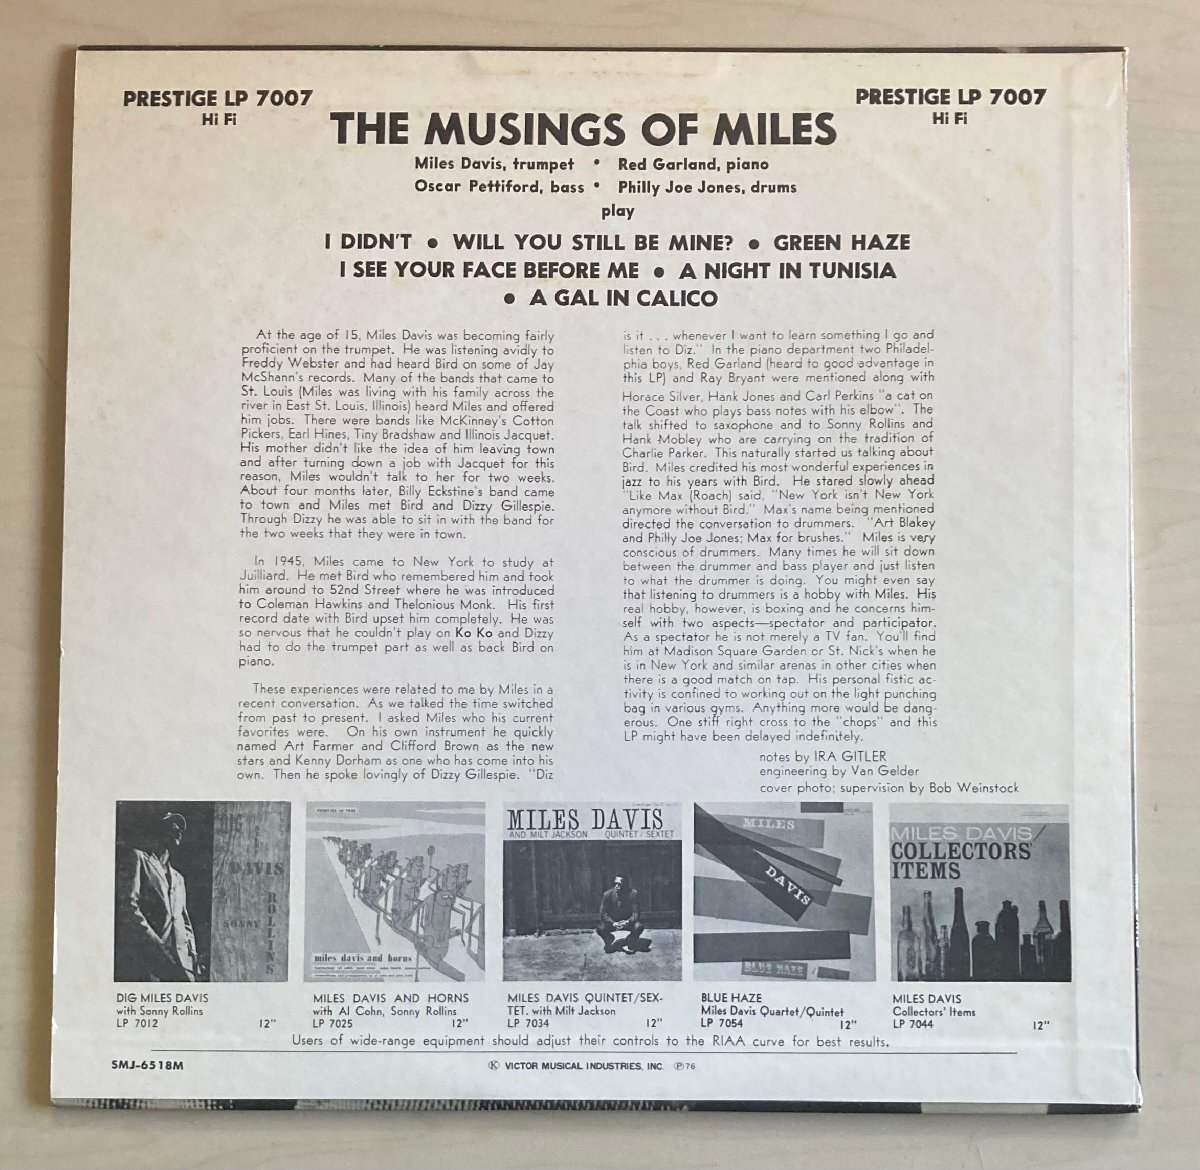 PRESTIGE LP 7007
Hi Fi
PRESTIGE LP 7007
Hi Fi
THE MUSINGS OF MILES
Miles Davis, trumpet • Red Garland, piano
Oscar Pettiford, bass • Philly Joe Jones, drums
play
I DIDN'T • WILL YOU STILL BE MINE? • GREEN HAZE
I SEE YOUR FACE BEFORE ME • A NIGHT IN TUNISIA
• A GAL IN CALICO
At the age of 15, Miles Davis was becoming fairly
proficient on the trumpet. He was listening avidly to
Freddy Webster and had heard Bird on some of Jay
McShann's records. Many of the bands that came to
St. Louis (Miles was living with his family across the
river in East St. Louis, Illinois) heard Miles and offered
him jobs. There were bands like McKinney's Cotton
Pickers, Earl Hines, Tiny Bradshaw and Illinois Jacquet.
His mother didn't like the idea of him leaving town
and after turning down a job with Jacquet for this
reason, Miles wouldn't talk to her for two weeks.
About four months later, Billy Eckstine's band came
to town and Miles met Bird and Dizzy Gillespie.
Through Dizzy he was able to sit in with the band for
the two weeks that they were in town.
In 1945, Miles came to New York to study at
Juilliard. He met Bird who remembered him and took
him around to 52nd Street where he was introduced
to Coleman Hawkins and Thelonious Monk. His first
record date with Bird upset him completely. He was
so nervous that he couldn't play on Ko Ko and Dizzy
had to do the trumpet part as well as back Bird on
piano.
These experiences were related to me by Miles in a
recent conversation. As we talked the time switched
from past to present. I asked Miles who his current
favorites were. On his own instrument he quickly
named Art Farmer and Clifford Brown as the new
stars and Kenny Dorham as one who has come into his
own. Then he spoke lovingly of Dizzy Gillespie. "Diz
is it . . . whenever I want to learn something I go and
listen to Diz." In the piano department two Philadel-
phia boys, Red Garland (heard to good advantage in
this LP) and Ray Bryant were mentioned along with
Horace Silver, Hank Jones and Carl Perkins "a cat on
the Coast who plays bass notes with his elbow". The
talk shifted to saxophone and to Sonny Rollins and
Hank Mobley who are carrying on the tradition of
Charlie Parker. This naturally started us talking about
Bird. Miles credited his most wonderful experiences in
jazz to his years with Bird. He stared slowly ahead
"Like Max (Roach) said, "New York isn't New York
anymore without Bird." Max's name being mentioned
directed the conversation to drummers. "Art Blakey
and Philly Joe Jones; Max for brushes." Miles is very
conscious of drummers. Many times he will sit down
between the drummer and bass player and just listen
to what the drummer is doing. You might even say
that listening to drummers is a hobby with Miles. His
real hobby, however, is boxing and he concerns him-
self with two aspects—spectator and participator.
As a spectator he is not merely a TV fan. You'll find
him at Madison Square Garden or St. Nick's when he
is in New York and similar arenas in other cities when
there is a good match on tap. His personal fistic ac-
tivity is confined to working out on the light punching
bag in various gyms. Anything more would be dang-
erous. One stiff right cross to the "chops" and this
LP might have been delayed indefinitely.
notes by IRA GITLER
engineering by Van Gelder
cover photo; supervision by Bob Weinstock
DIG
DAVIS
SONNY
ROLLINS
PRESTIGE LP 7025
miles davis and horns
MILES DAVIS
AND MILT JACKSON QUINTET/SEXTET
MILES
DAVIS
BLUE HAZE
MILES DAVIS/
COLLECTORS'
ITEMS
DIG MILES DAVIS
with Sonny Rollins
LP 7012 12"
MILES DAVIS AND HORNS
with Al Cohn, Sonny Rollins
LP 7025 12"
MILES DAVIS QUINTET/SEX-
TET. with Milt Jackson
LP 7034 12"
BLUE HAZE
Miles Davis Quartet/Quintet
LP 7054 12"
MILES DAVIS
Collectors' Items
LP 7044 12"
Users of wide-range equipment should adjust their controls to the RIAA curve for best results.
SMJ-6518M
Ⓚ VICTOR MUSICAL INDUSTRIES, INC. Ⓟ76